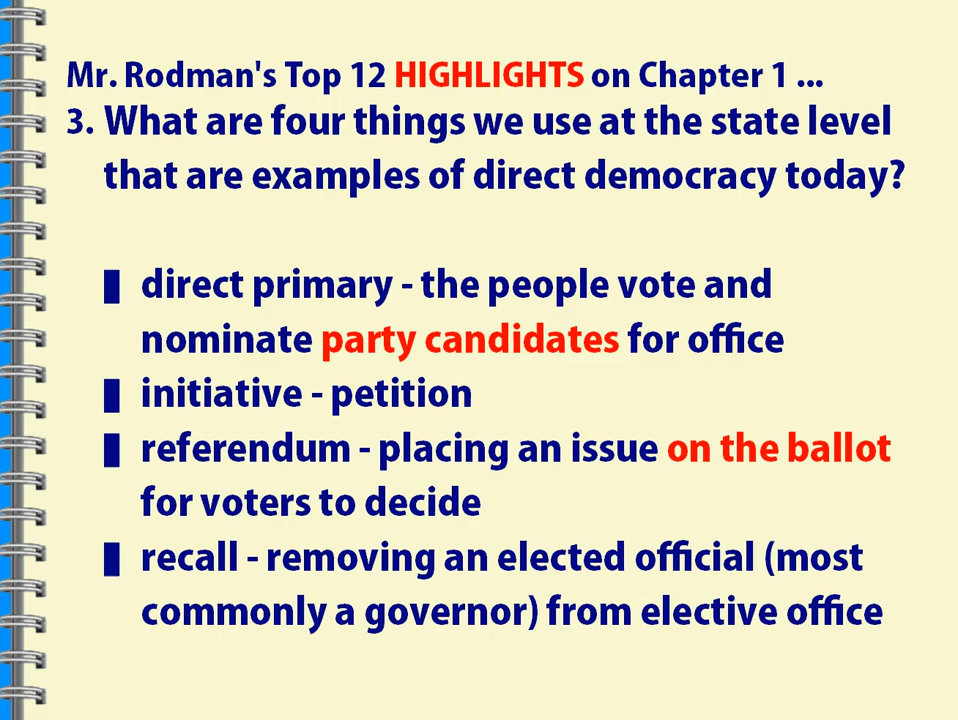 Mr. Rodman's Top 12 HIGHLIGHTS on Chapter 1 ...
3. What are four things we use at the state level
that are examples of direct democracy today?
direct primary - the people vote and
nominate party candidates for office
initiative - petition
referendum - placing an issue on the ballot
for voters to decide
recall - removing an elected official (most
commonly a governor) from elective office